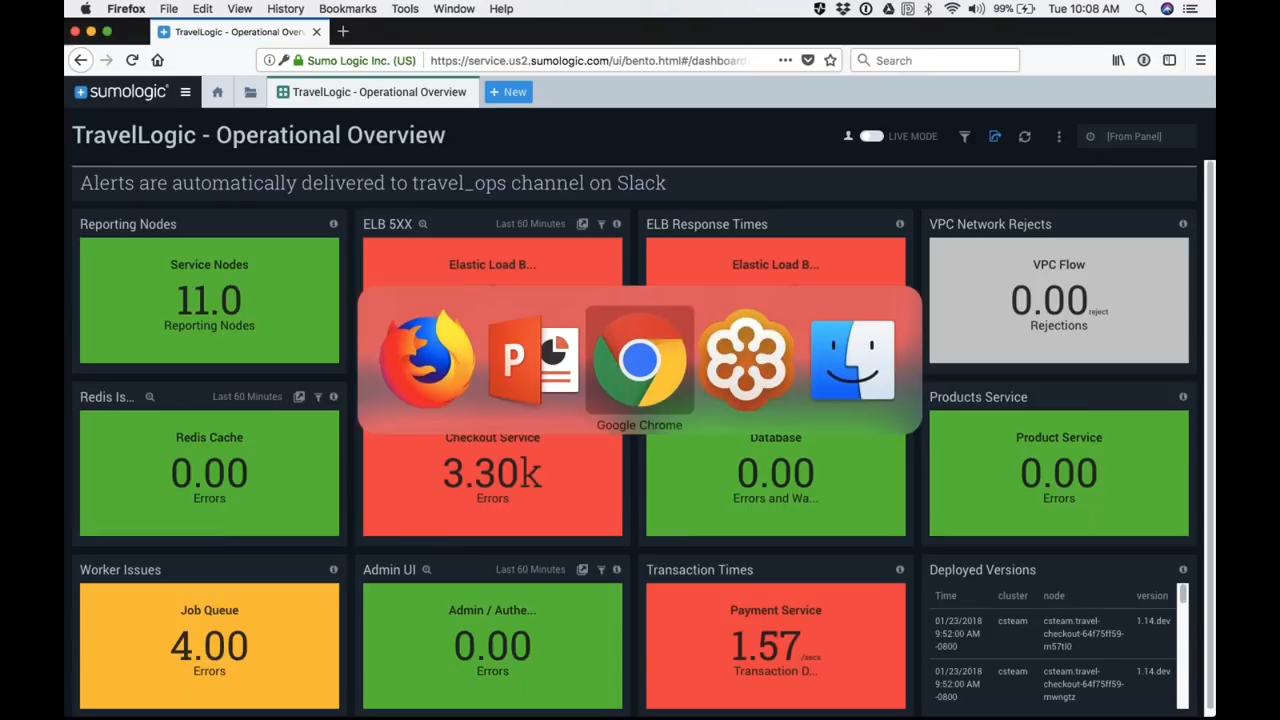 Firefox File Edit View History Bookmarks Tools Window Help 99% Tue 10:08 AM
TravelLogic - Operational Over
Sumo Logic Inc. (US) https://service.us2.sumologic.com/ui/bento.html#/dashboard Search
sumologic TravelLogic - Operational Overview + New
TravelLogic - Operational Overview LIVE MODE [From Panel]
Alerts are automatically delivered to travel_ops channel on Slack
Reporting Nodes ELB 5XX Last 60 Minutes ELB Response Times VPC Network Rejects
Service Nodes Elastic Load B... Elastic Load B... VPC Flow
11.0 0.00 reject
Reporting Nodes Rejections
P
Redis Is... Last 60 Minutes Products Service
Google Chrome
Redis Cache Checkout Service Database Product Service
0.00 3.30k 0.00 0.00
Errors Errors Errors and Wa... Errors
Worker Issues Admin UI Last 60 Minutes Transaction Times Deployed Versions
Time cluster node version
Job Queue Admin / Authe... Payment Service
4.00 0.00 1.57 /secs
Errors Errors Transaction D...
01/23/2018 csteam csteam.travel- 1.14.dev
9:52:00 AM checkout-64f75ff59-
-0800 m57tl0
01/23/2018 csteam csteam.travel- 1.14.dev
9:52:00 AM checkout-64f75ff59-
-0800 mwngtz